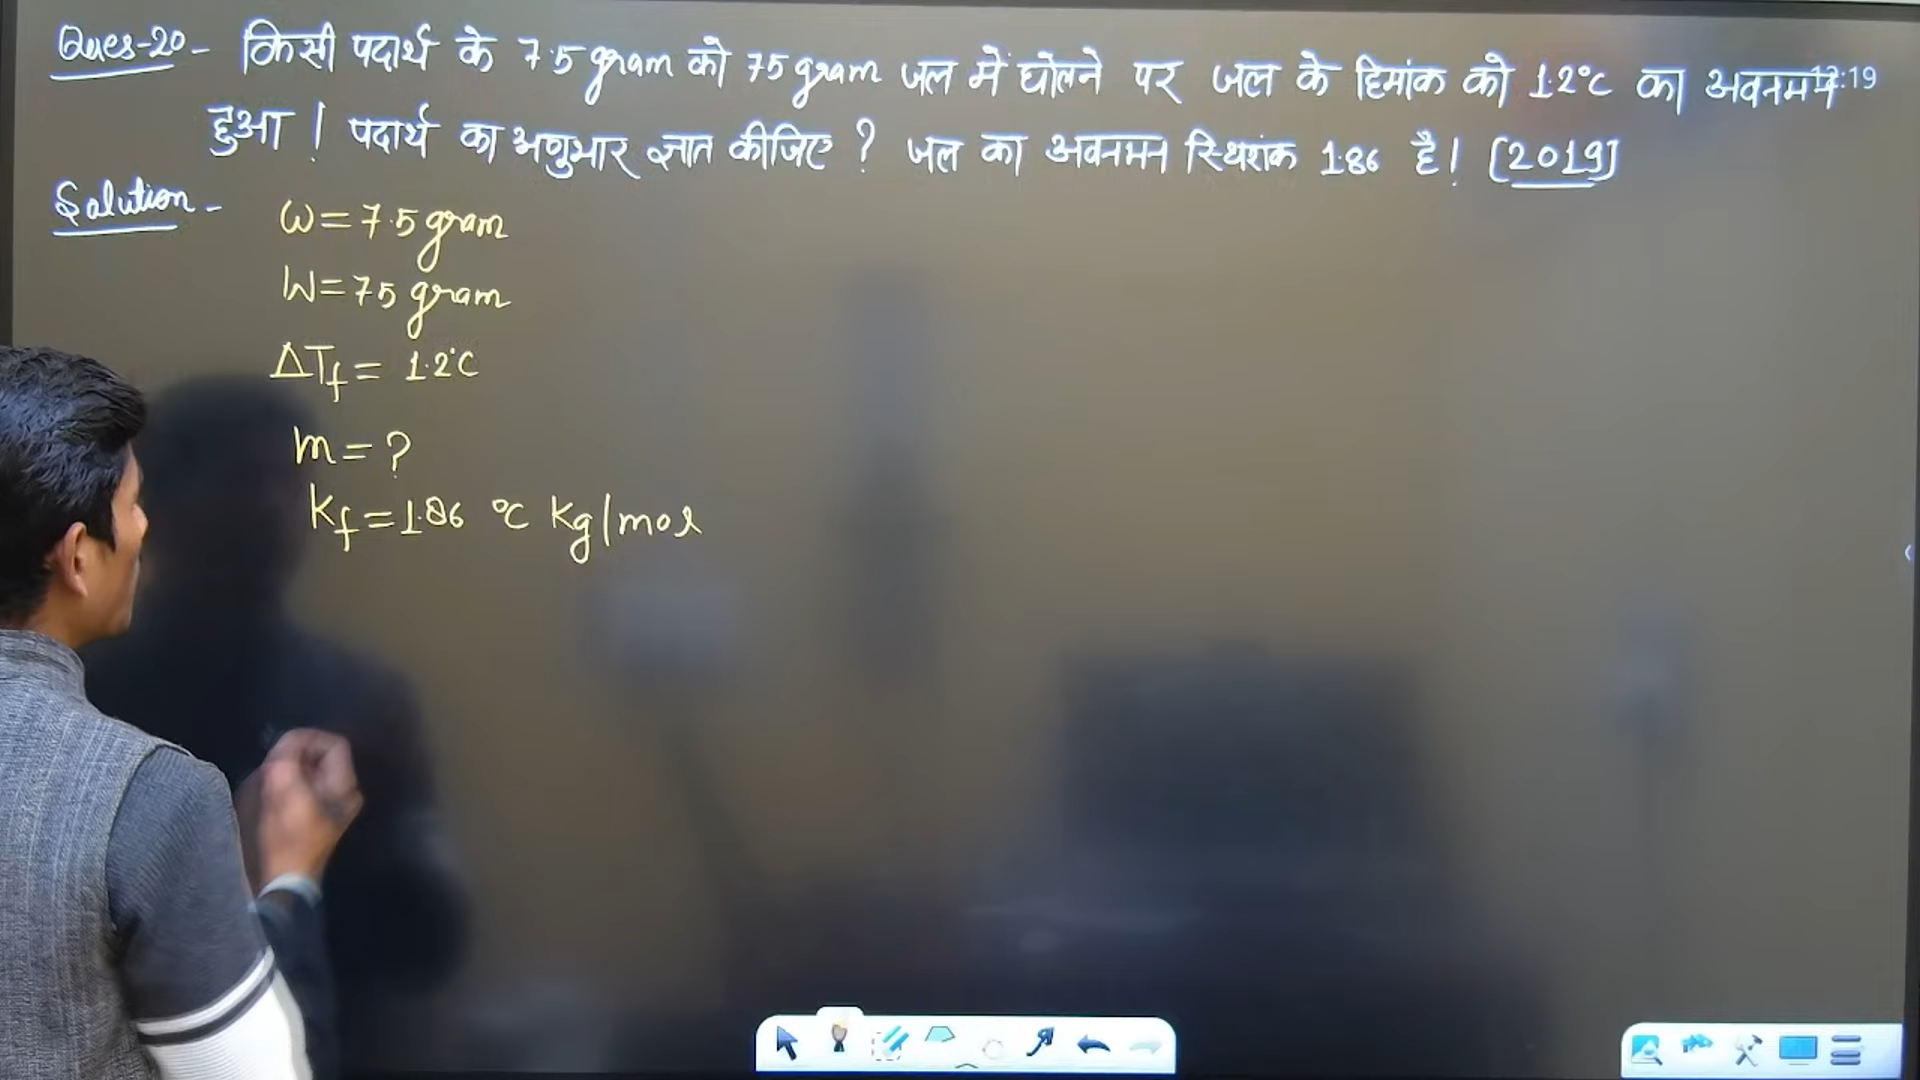 Ques-20- किसी पदार्थ के 7.5 gram को 75 gram जल में घोलने पर जल के हिमांक को 1.2°C का अवनमन
:19
हुआ ! पदार्थ का अणुभार ज्ञात कीजिए ? जल का अवनमन स्थिरांक 1.86 है ! [2019]
Solution -
w = 7.5 gram
W = 75 gram
ΔTf = 1.2°C
m = ?
Kf = 1.86 °C Kg/mol